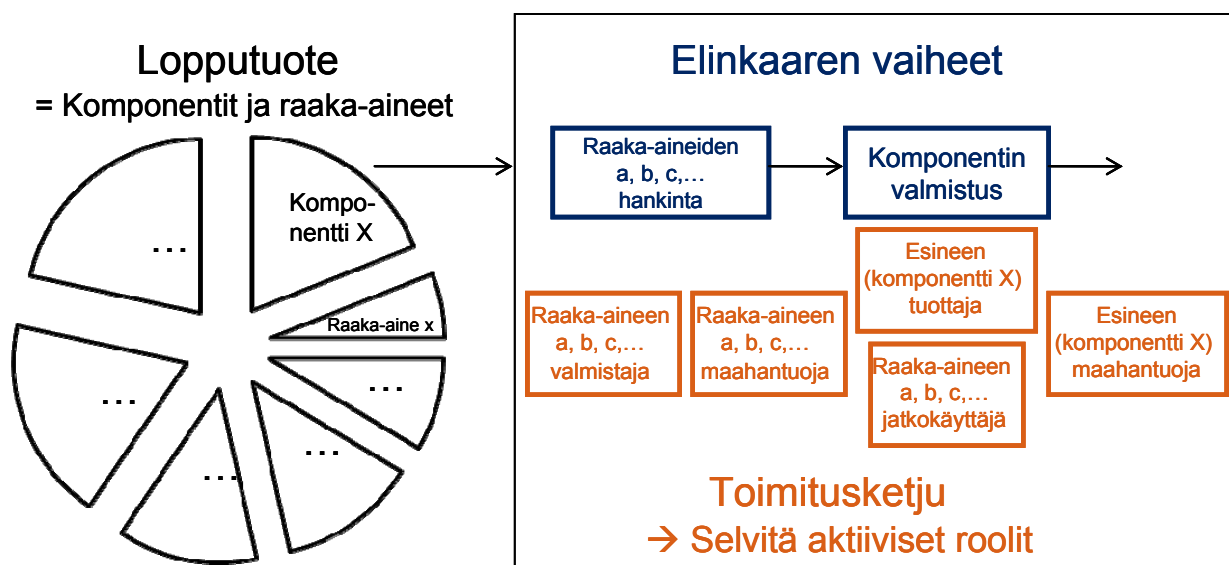 Lopputuote
= Komponentit ja raaka-aineet
...
Kompo-
nentti X
Raaka-aine x
...
...
...
...
Elinkaaren vaiheet
Raaka-aineiden
a, b, c,...
hankinta
Komponentin
valmistus
Raaka-aineen
a, b, c,...
valmistaja
Raaka-aineen
a, b, c,...
maahantuoja
Esineen
(komponentti X)
tuottaja
Raaka-aineen
a, b, c,...
jatkokäyttäjä
Esineen
(komponentti X)
maahantuoja
Toimitusketju
→ Selvitä aktiiviset roolit